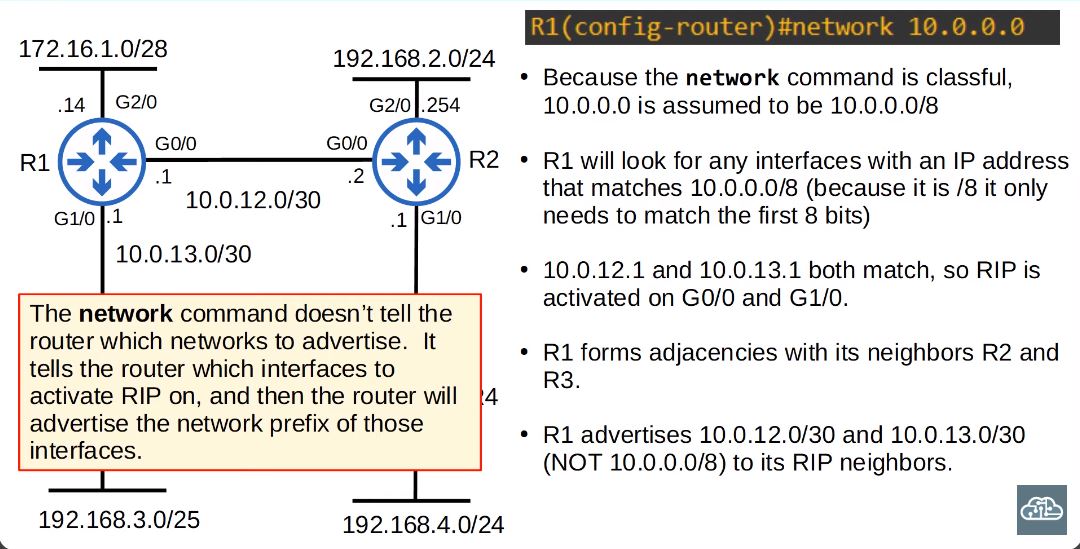 R1(config-router)#network 10.0.0.0
172.16.1.0/28
192.168.2.0/24
.14 G2/0
G2/0 .254
R1
G0/0
G0/0
R2
.1
.2
10.0.12.0/30
G1/0 .1
.1 G1/0
10.0.13.0/30
The network command doesn't tell the
router which networks to advertise. It
tells the router which interfaces to
activate RIP on, and then the router will
advertise the network prefix of those
interfaces.
192.168.3.0/25
192.168.4.0/24
• Because the network command is classful,
10.0.0.0 is assumed to be 10.0.0.0/8
• R1 will look for any interfaces with an IP address
that matches 10.0.0.0/8 (because it is /8 it only
needs to match the first 8 bits)
• 10.0.12.1 and 10.0.13.1 both match, so RIP is
activated on G0/0 and G1/0.
• R1 forms adjacencies with its neighbors R2 and
R3.
• R1 advertises 10.0.12.0/30 and 10.0.13.0/30
(NOT 10.0.0.0/8) to its RIP neighbors.